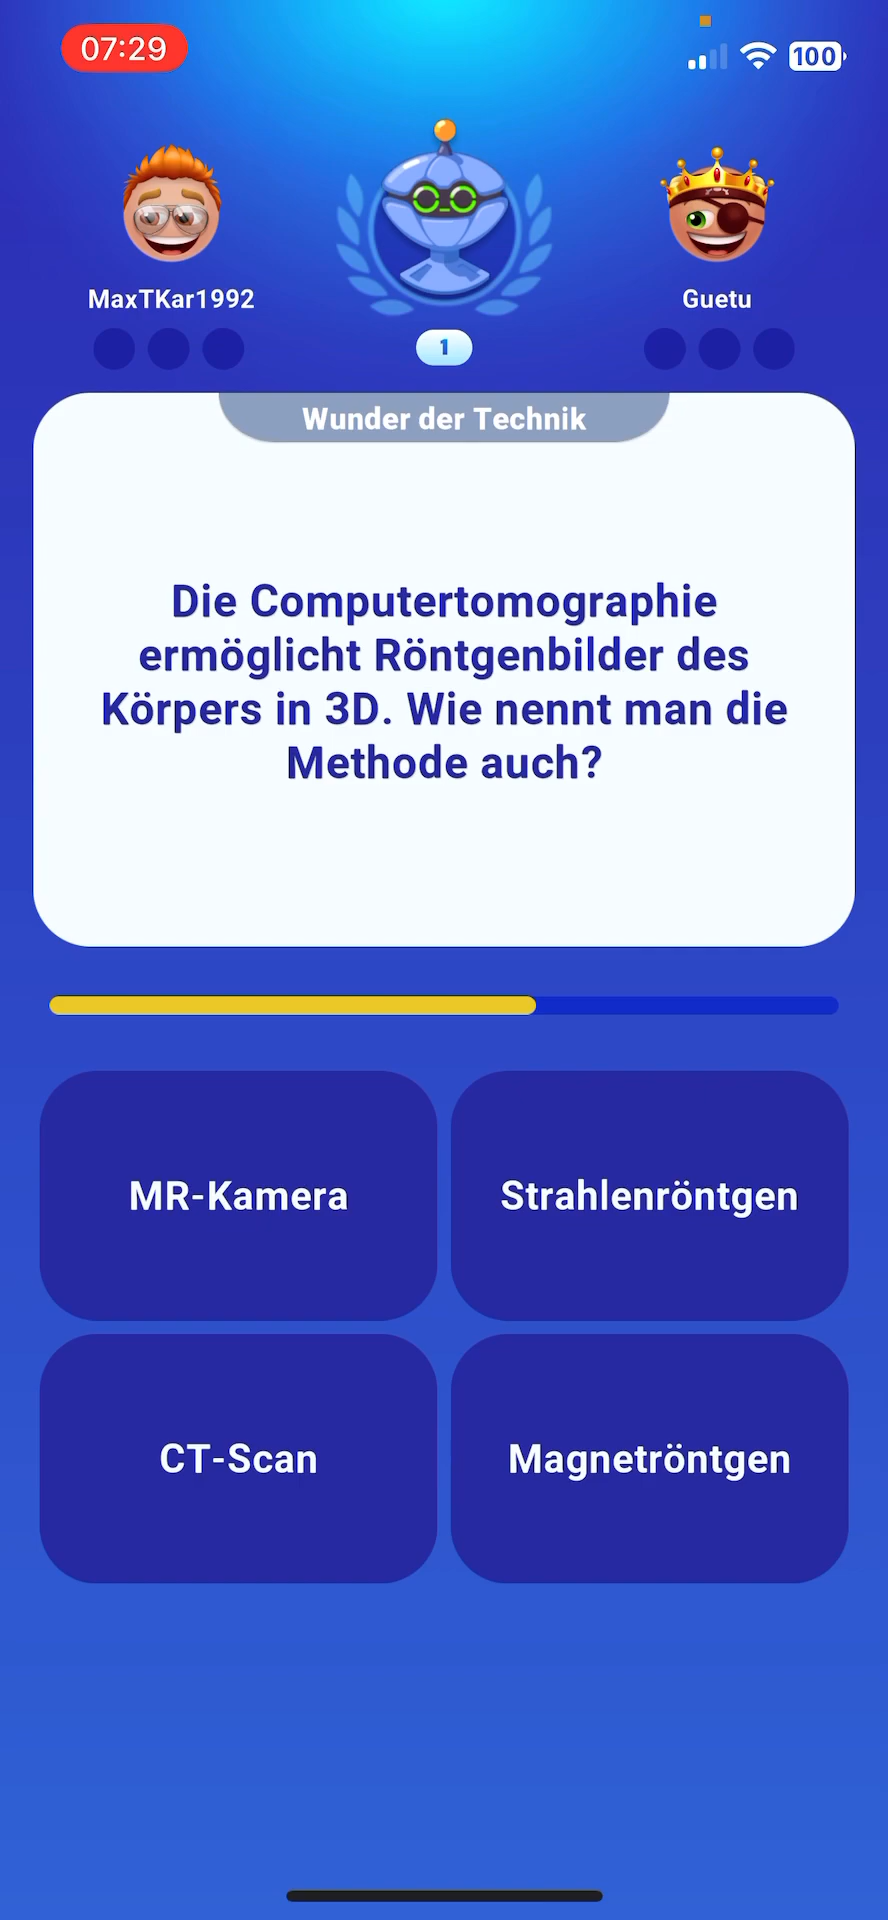 07:29
100
MaxTKar1992
Guetu
1
Wunder der Technik
Die Computertomographie
ermöglicht Röntgenbilder des
Körpers in 3D. Wie nennt man die
Methode auch?
MR-Kamera
Strahlenröntgen
CT-Scan
Magnetröntgen